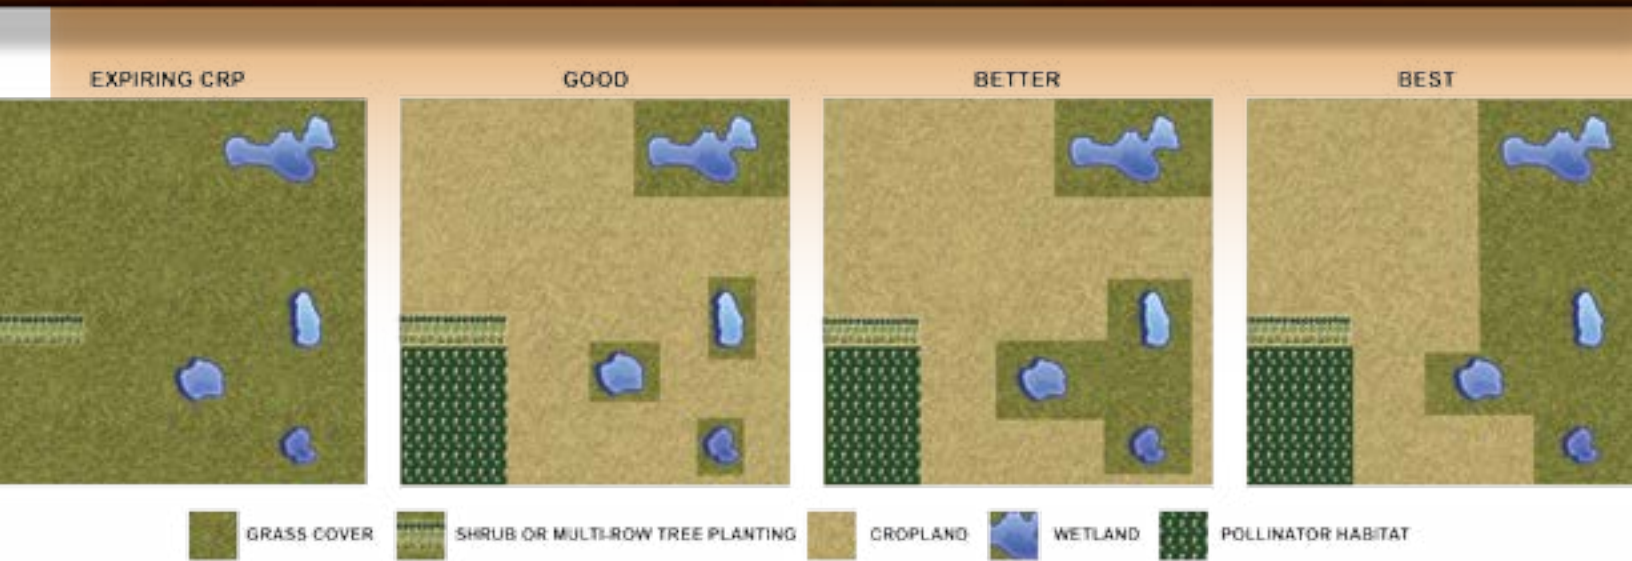 EXPIRING CRP
GOOD
BETTER
BEST
GRASS COVER
SHRUB OR MULTI-ROW TREE PLANTING
CROPLAND
WETLAND
POLLINATOR HABITAT